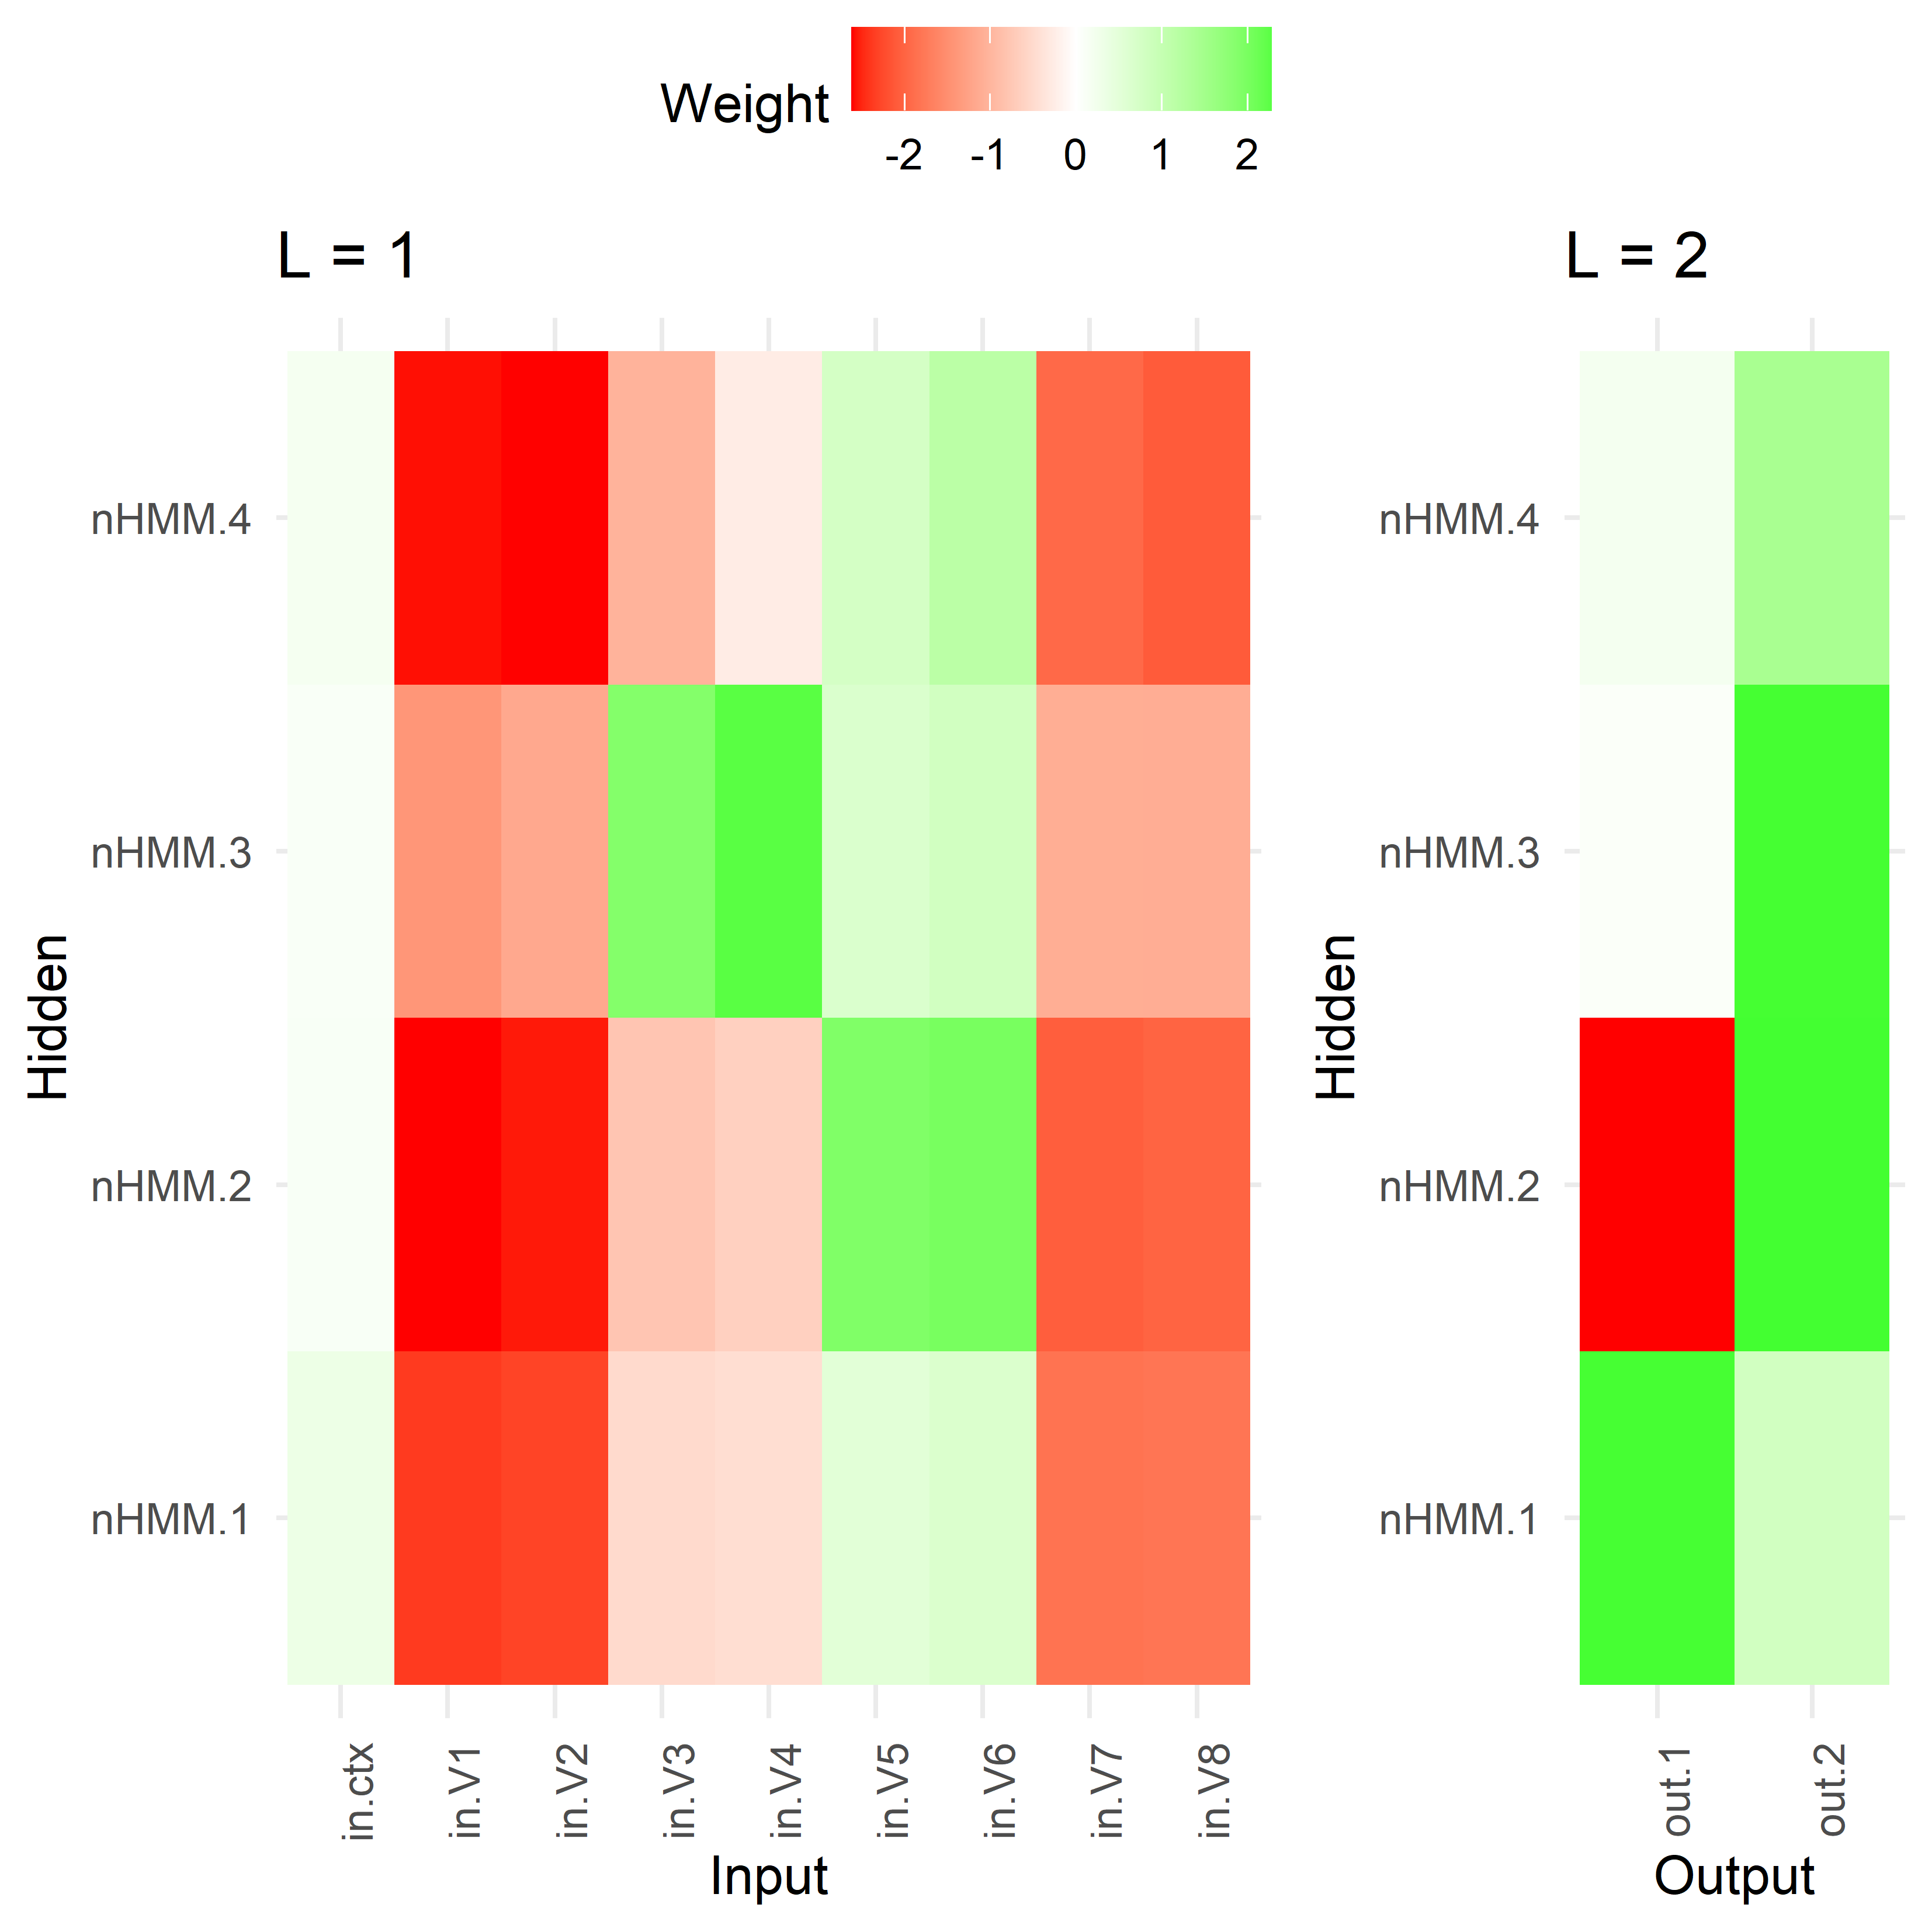 Weight
-2 -1 0 1 2
L = 1
L = 2
nHMM.4
nHMM.3
nHMM.2
nHMM.1
Hidden
in.ctx
in.V1
in.V2
in.V3
in.V4
in.V5
in.V6
in.V7
in.V8
Input
nHMM.4
nHMM.3
nHMM.2
nHMM.1
Hidden
out.1
out.2
Output